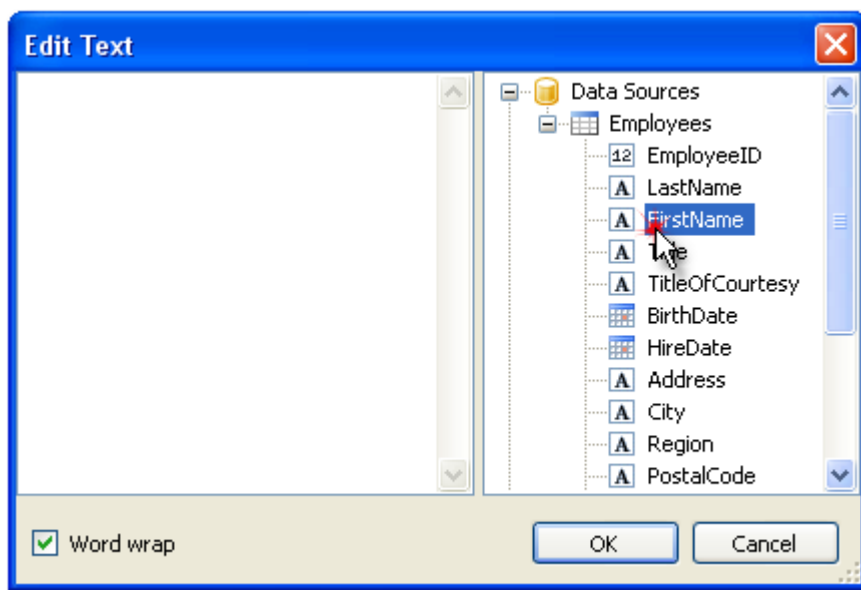 Edit Text
Data Sources
Employees
12 EmployeeID
A LastName
A FirstName
A
A TitleOfCourtesy
BirthDate
HireDate
A Address
A City
A Region
A PostalCode
Word wrap
OK
Cancel